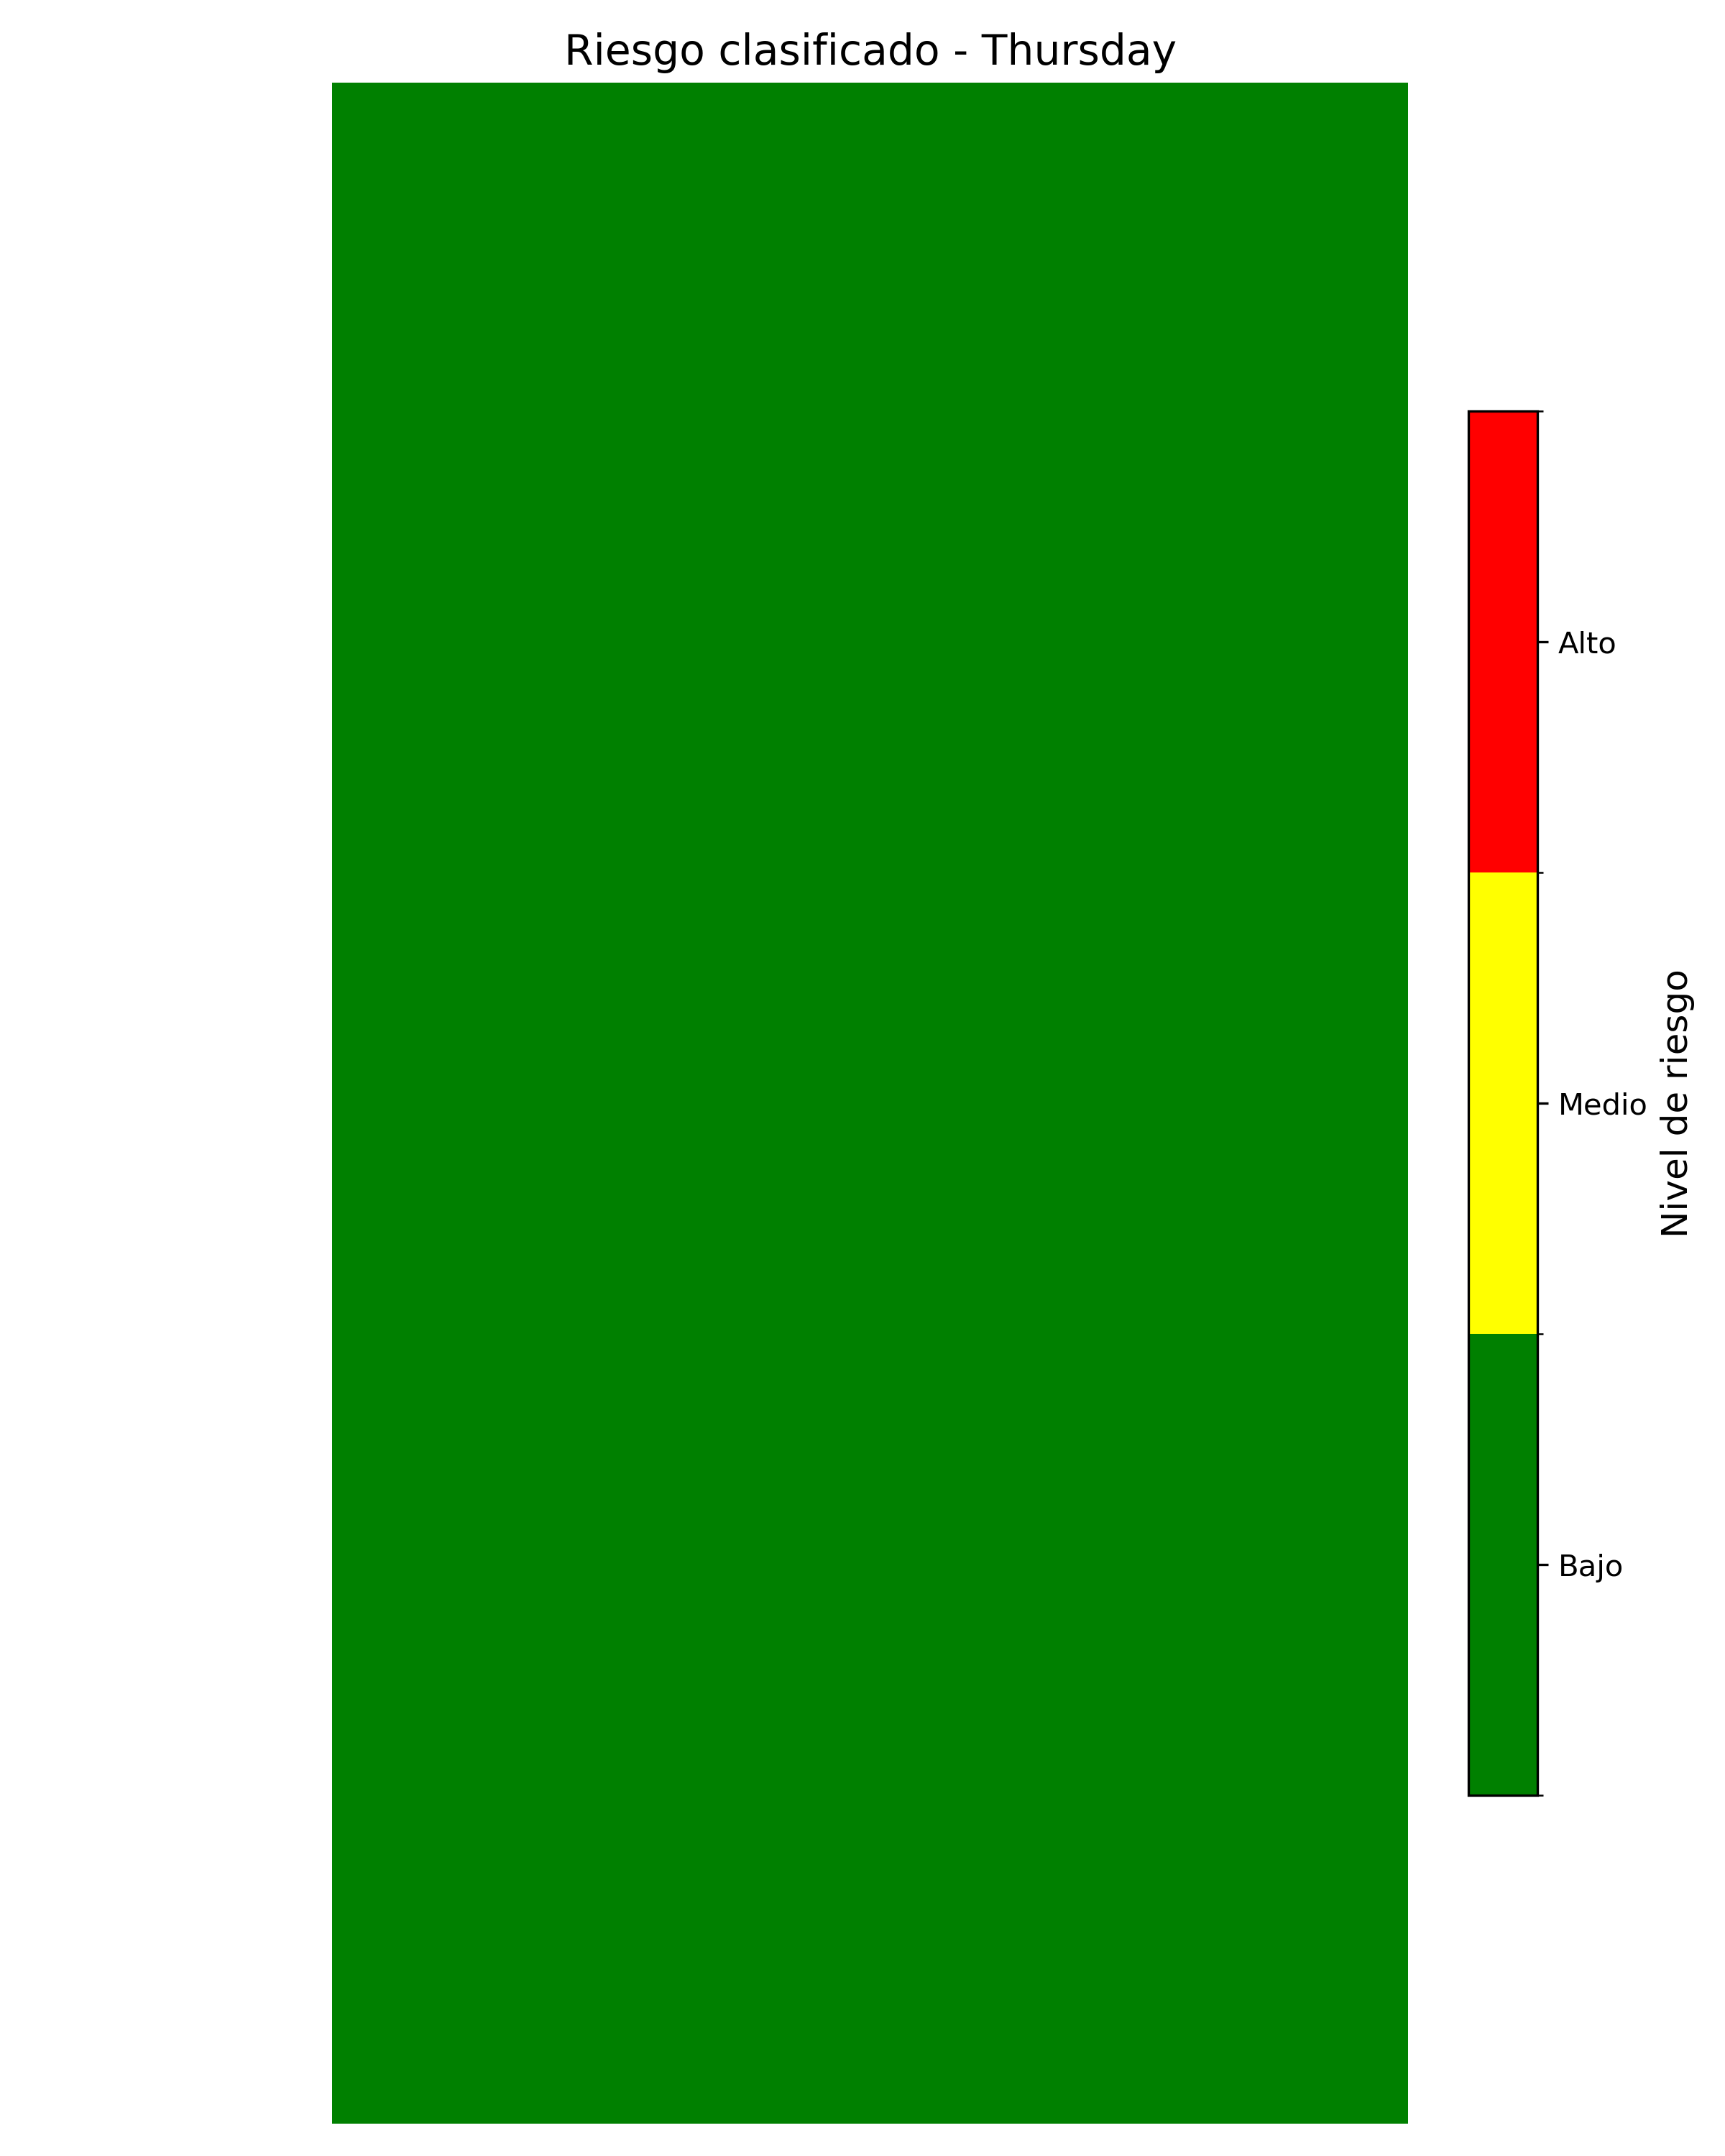 Riesgo clasificado - Thursday
Alto
Medio
Bajo
Nivel de riesgo